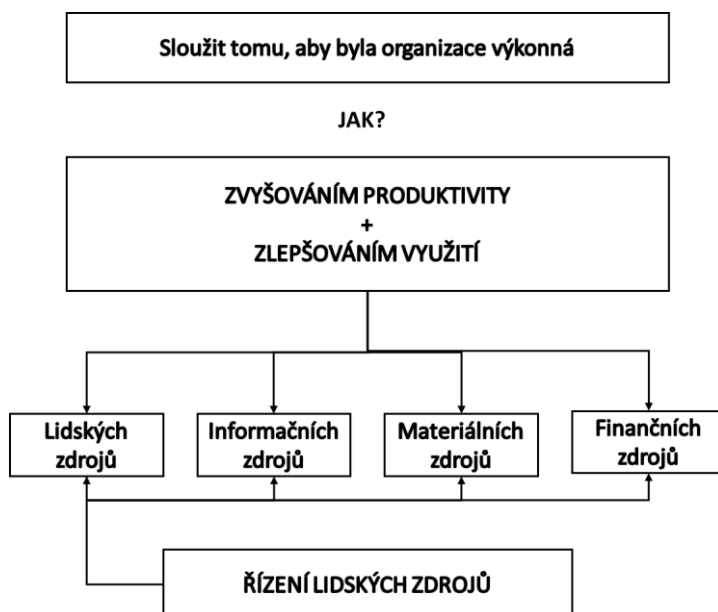 Sloužit tomu, aby byla organizace výkonná
JAK?
ZVYŠOVÁNÍM PRODUKTIVITY
+
ZLEPŠOVÁNÍM VYUŽITÍ
Lidských
zdrojů
Informačních
zdrojů
Materiálních
zdrojů
Finančních
zdrojů
ŘÍZENÍ LIDSKÝCH ZDROJŮ